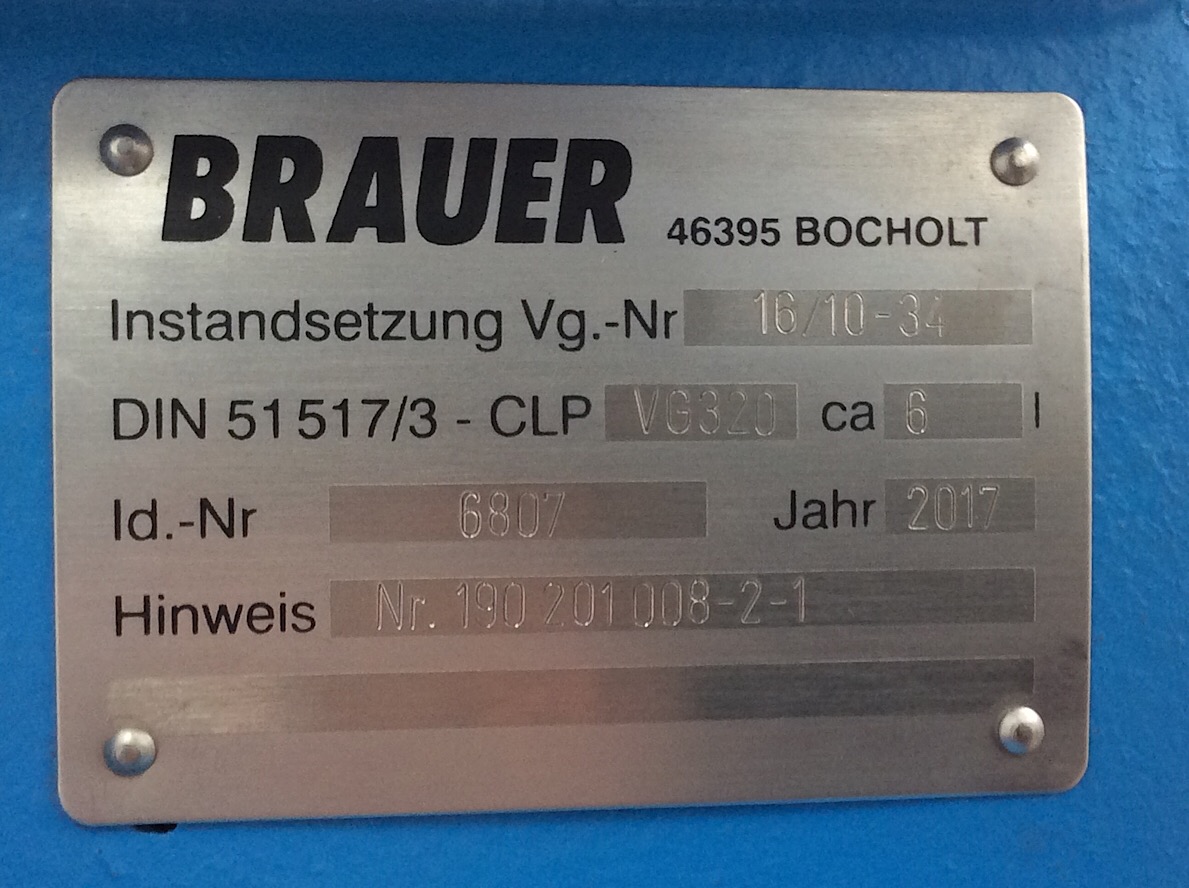 BRAUER 46395 BOCHOLT
Instandsetzung Vg.-Nr 16/10-34
DIN 51517/3 - CLP VG320 ca 6 l
Id.-Nr 6807 Jahr 2017
Hinweis Nr. 190 201 008-2-1